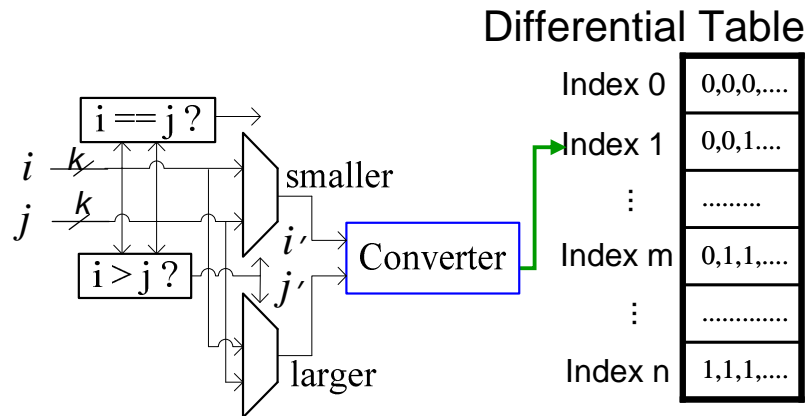 Differential Table
Index 0
0,0,0,....
i == j ?
Index 1
0,0,1....
i
k
smaller
⋮
.........
j
k
i′
Converter
Index m
0,1,1,....
i > j ?
j′
⋮
.............
larger
Index n
1,1,1,....